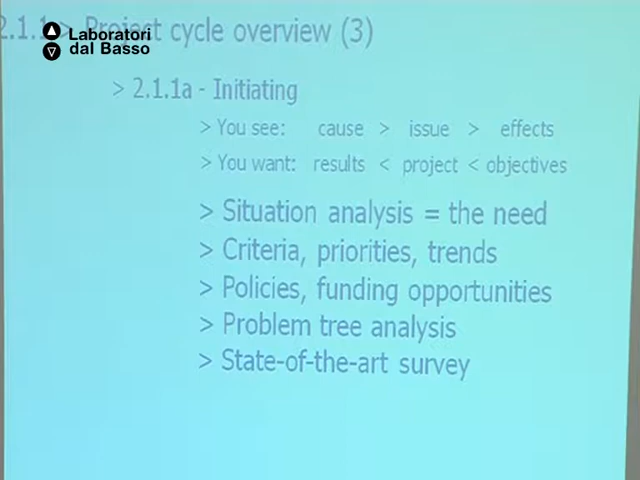 2.1.1 > Project cycle overview (3)
Laboratori
dal Basso
> 2.1.1a - Initiating
> You see: cause > issue > effects
> You want: results < project < objectives
> Situation analysis = the need
> Criteria, priorities, trends
> Policies, funding opportunities
> Problem tree analysis
> State-of-the-art survey